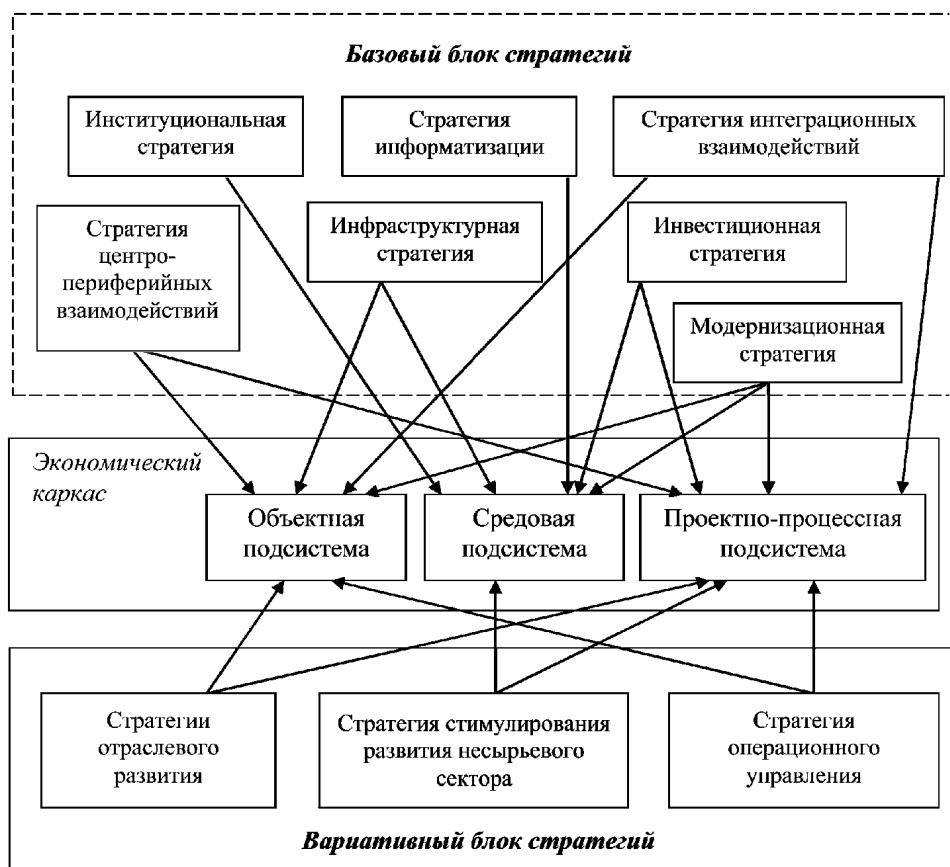 Базовый блок стратегий
Институциональная
стратегия
Стратегия
информатизации
Стратегия интеграционных
взаимодействий
Стратегия
центро-
периферийных
взаимодействий
Инфраструктурная
стратегия
Инвестиционная
стратегия
Модернизационная
стратегия
Экономический
каркас
Объектная
подсистема
Средовая
подсистема
Проектно-процессная
подсистема
Стратегии
отраслевого
развития
Стратегия стимулирования
развития несырьевого
сектора
Стратегия
операционного
управления
Вариативный блок стратегий